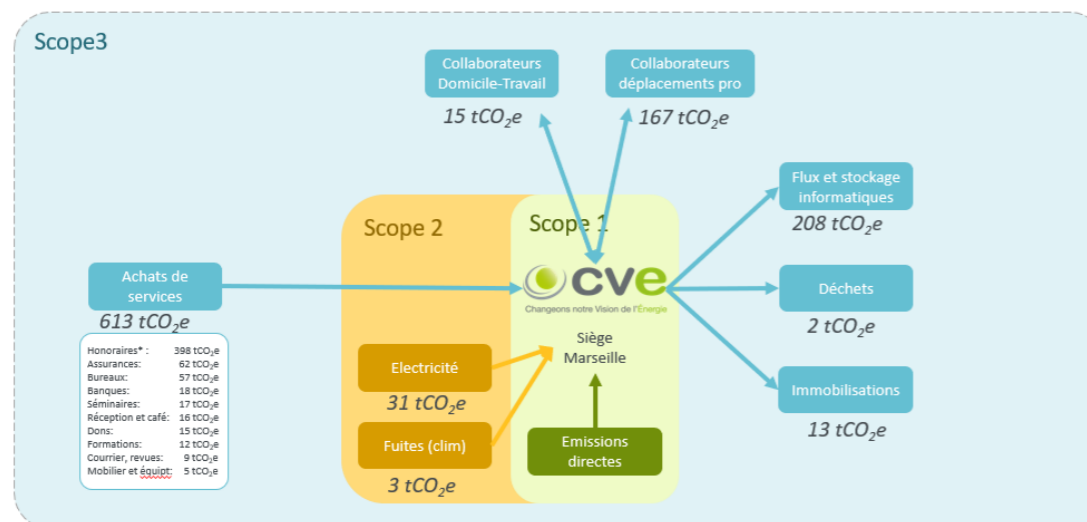 Scope3
Collaborateurs
Domicile-Travail
15 tCO₂e
Collaborateurs
déplacements pro
167 tCO₂e
Flux et stockage
informatiques
208 tCO₂e
Scope 2
Scope 1
Achats de
services
613 tCO₂e
cve
Changeons notre Vision de l'Énergie
Déchets
2 tCO₂e
Honoraires* : 398 tCO₂e
Assurances: 62 tCO₂e
Bureaux: 57 tCO₂e
Banques: 18 tCO₂e
Séminaires: 17 tCO₂e
Réception et café: 16 tCO₂e
Dons: 15 tCO₂e
Formations: 12 tCO₂e
Courrier, revues: 9 tCO₂e
Mobilier et équipt: 5 tCO₂e
Siège
Marseille
Electricité
31 tCO₂e
Immobilisations
13 tCO₂e
Fuites (clim)
3 tCO₂e
Emissions
directes